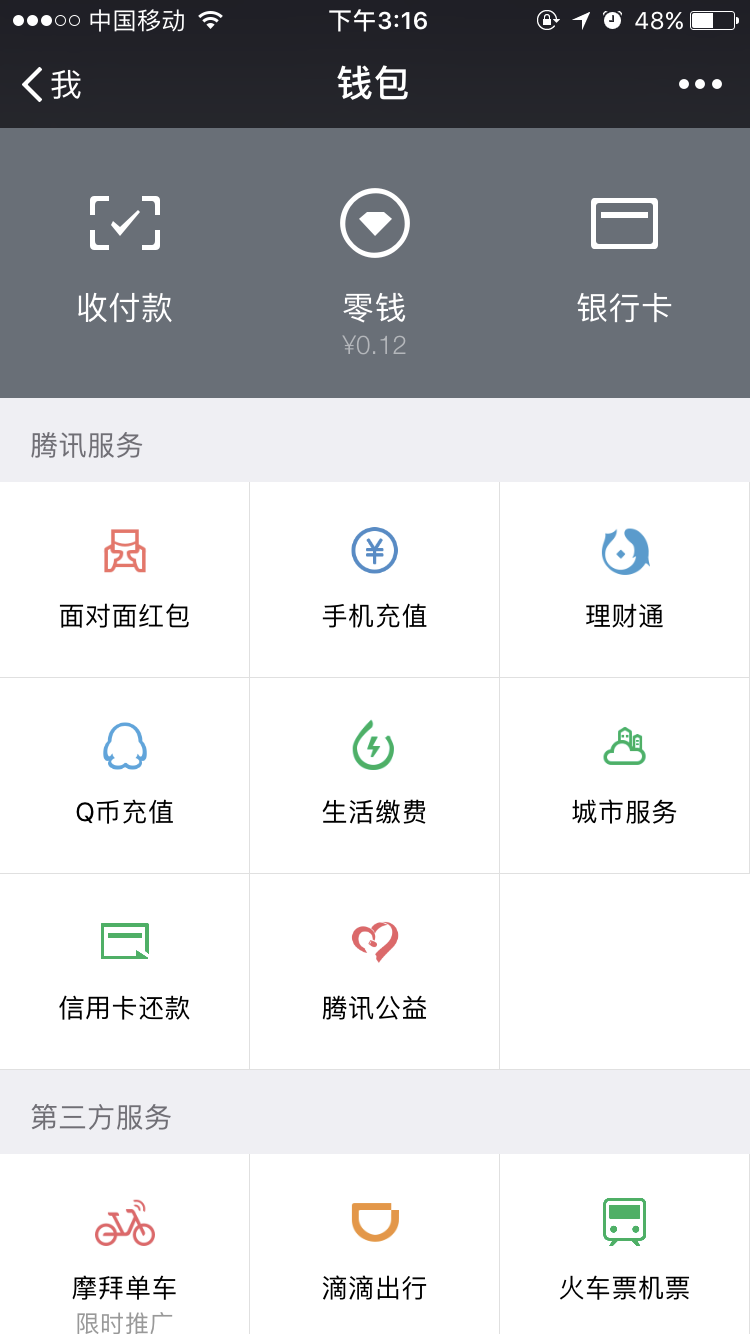 中国移动 下午3:16 48%
我 钱包
收付款 零钱 银行卡
¥0.12
腾讯服务
面对面红包 手机充值 理财通
Q币充值 生活缴费 城市服务
信用卡还款 腾讯公益
第三方服务
摩拜单车 滴滴出行 火车票机票
限时推广